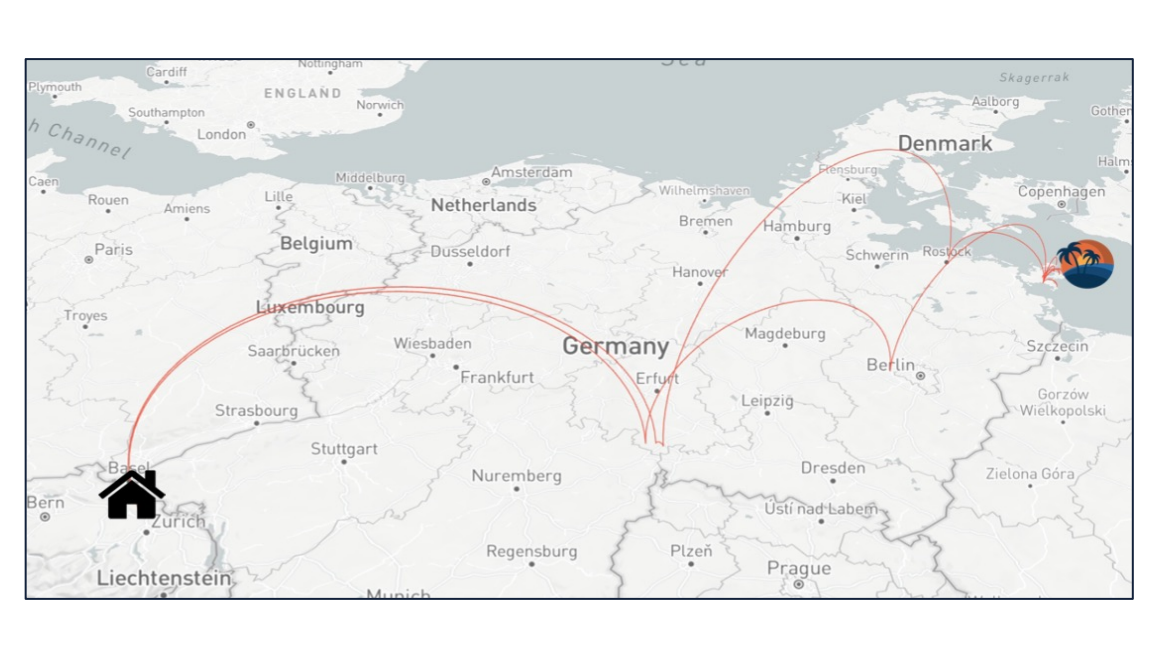 Sea
Cardiff
Nottingham
Skagerrak
Plymouth
ENGLAND
Norwich
Aalborg
Southampton
London
Gother
h Channel
Denmark
Halms
Caen
Middelburg
Amsterdam
Flensburg
Rouen
Amiens
Lille
Netherlands
Wilhelmshaven
Kiel
Copenhagen
Bremen
Hamburg
Paris
Belgium
Dusseldorf
Schwerin
Rostock
Hanover
Troyes
Luxembourg
Saarbrücken
Wiesbaden
Germany
Magdeburg
Szczecin
Frankfurt
Erfurt
Berlin
Strasbourg
Leipzig
Gorzów
Wielkopolski
Stuttgart
Basel
Nuremberg
Dresden
Zielona Góra
Bern
Zurich
Ústí nad Labem
Regensburg
Plzeň
Prague
Liechtenstein
Munich